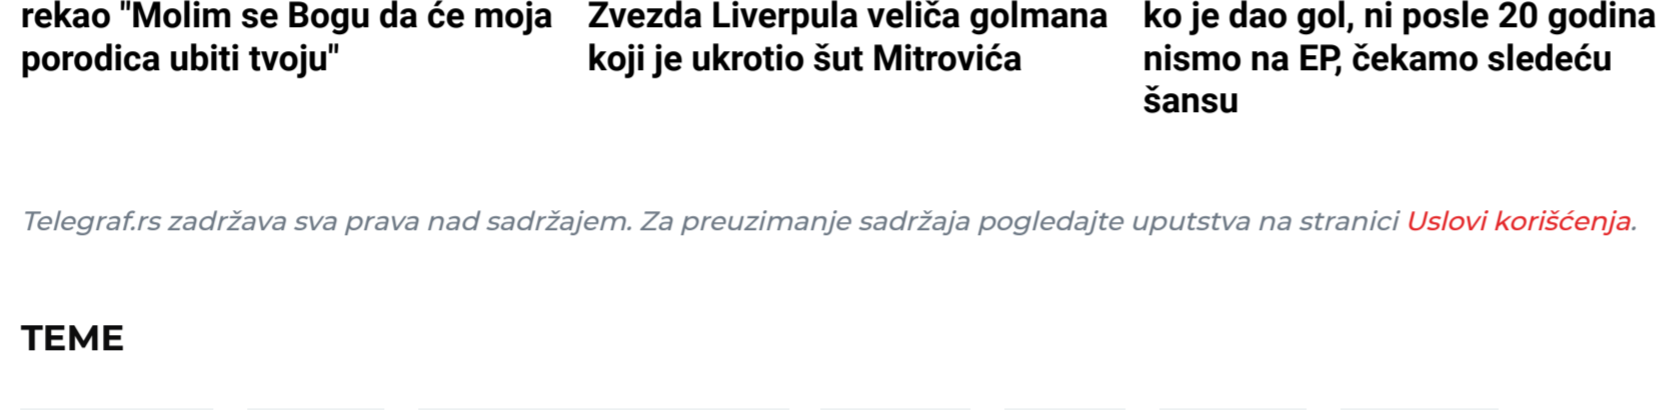 rekao "Molim se Bogu da će moja
porodica ubiti tvoju"
Zvezda Liverpula veliča golmana
koji je ukrotio šut Mitrovića
ko je dao gol, ni posle 20 godina
nismo na EP, čekamo sledeću
šansu
Telegraf.rs zadržava sva prava nad sadržajem. Za preuzimanje sadržaja pogledajte uputstva na stranici Uslovi korišćenja.
TEME